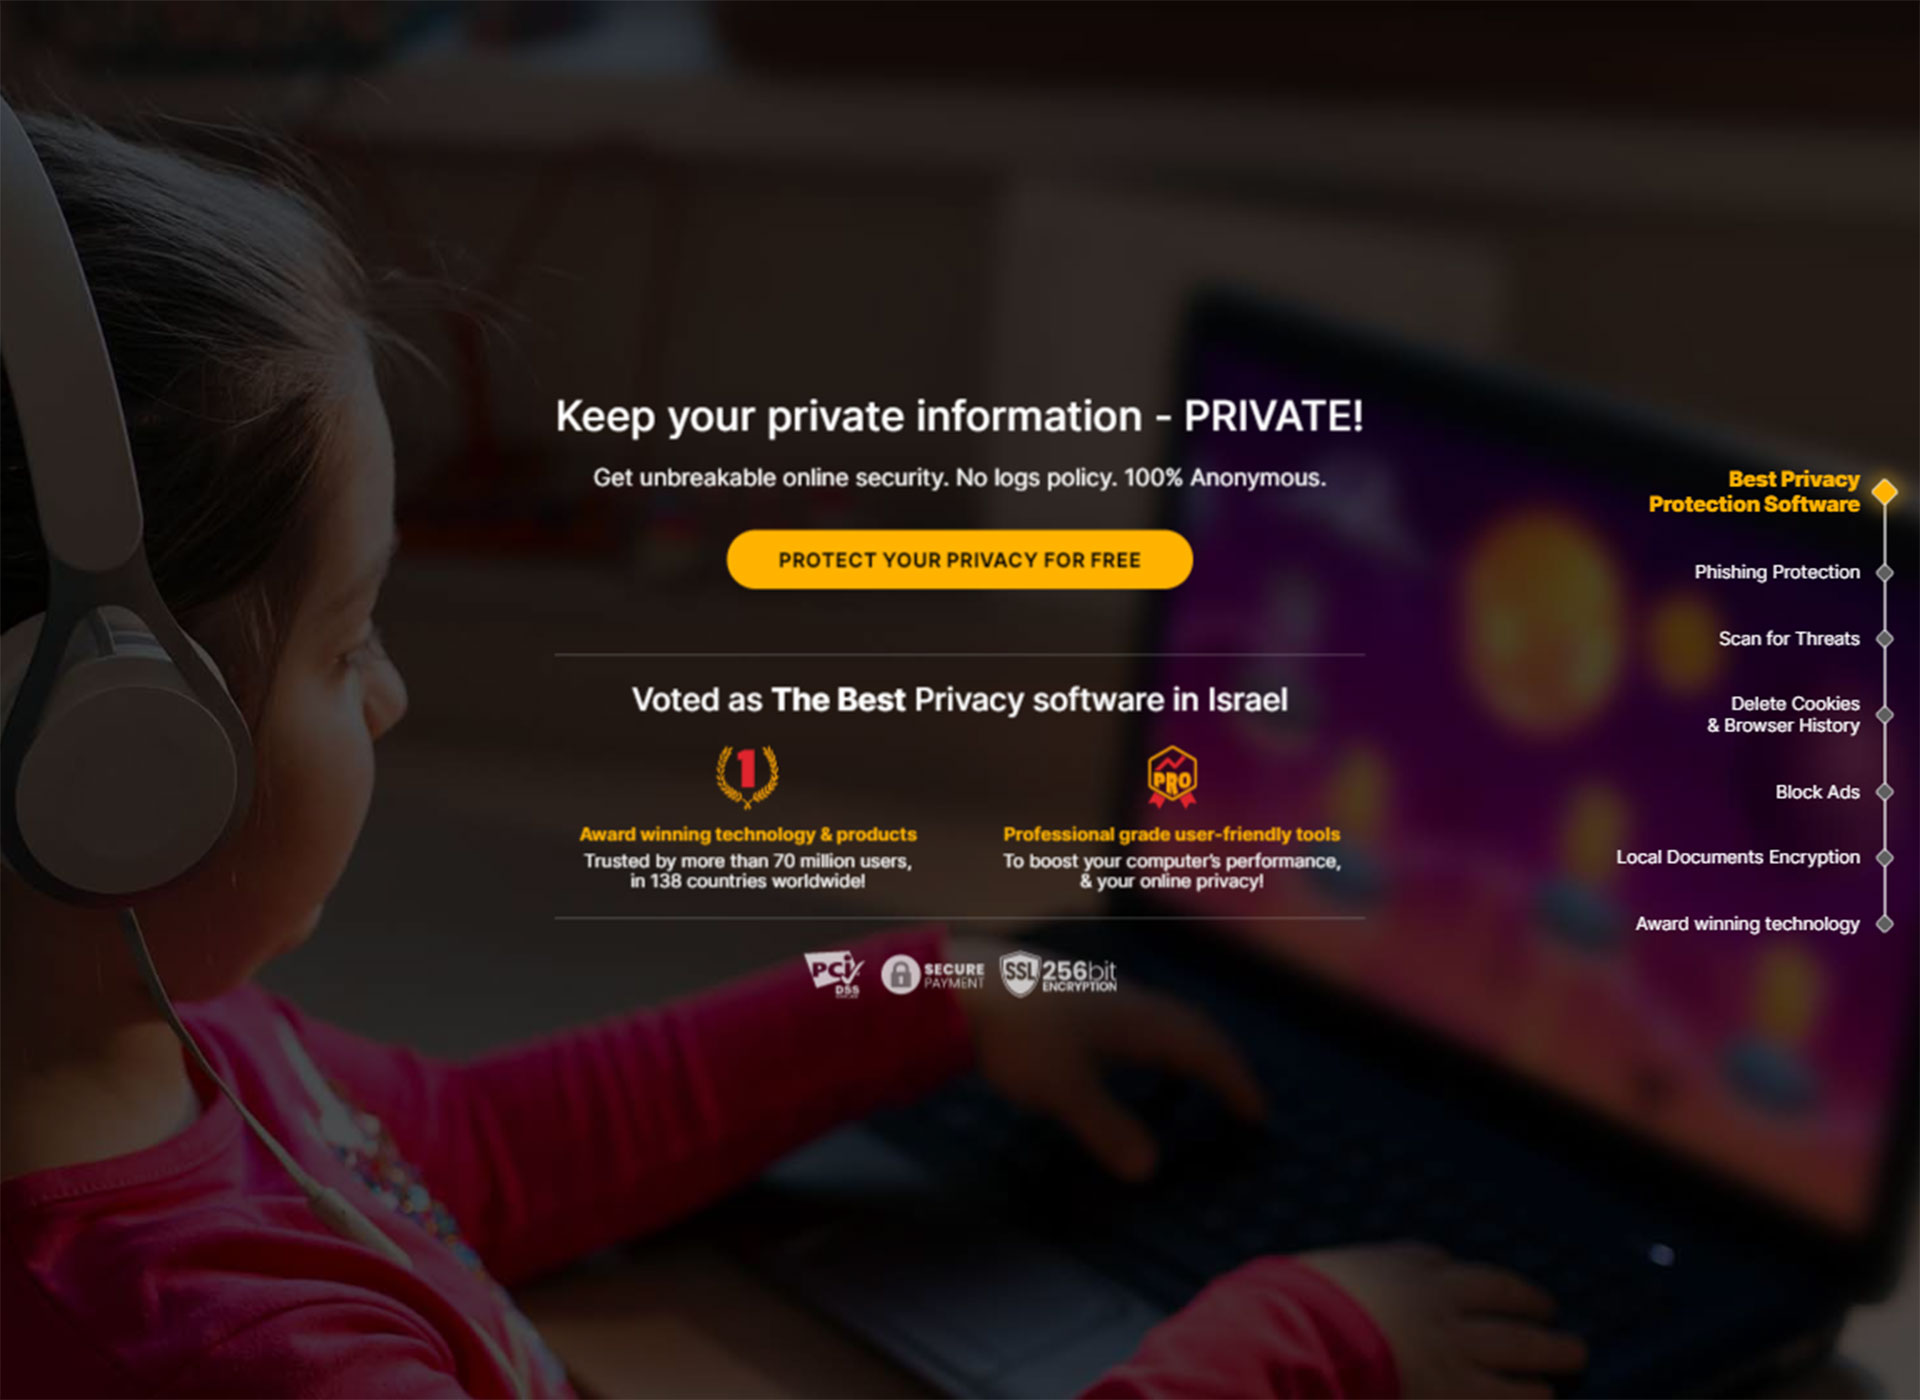 Keep your private information - PRIVATE!
Get unbreakable online security. No logs policy. 100% Anonymous.
PROTECT YOUR PRIVACY FOR FREE
Voted as The Best Privacy software in Israel
1
Award winning technology & products
Trusted by more than 70 million users,
in 138 countries worldwide!
PRO
Professional grade user-friendly tools
To boost your computer's performance,
& your online privacy!
PCI
DSS
SECURE
PAYMENT
SSL 256bit
ENCRYPTION
Best Privacy
Protection Software
Phishing Protection
Scan for Threats
Delete Cookies
& Browser History
Block Ads
Local Documents Encryption
Award winning technology